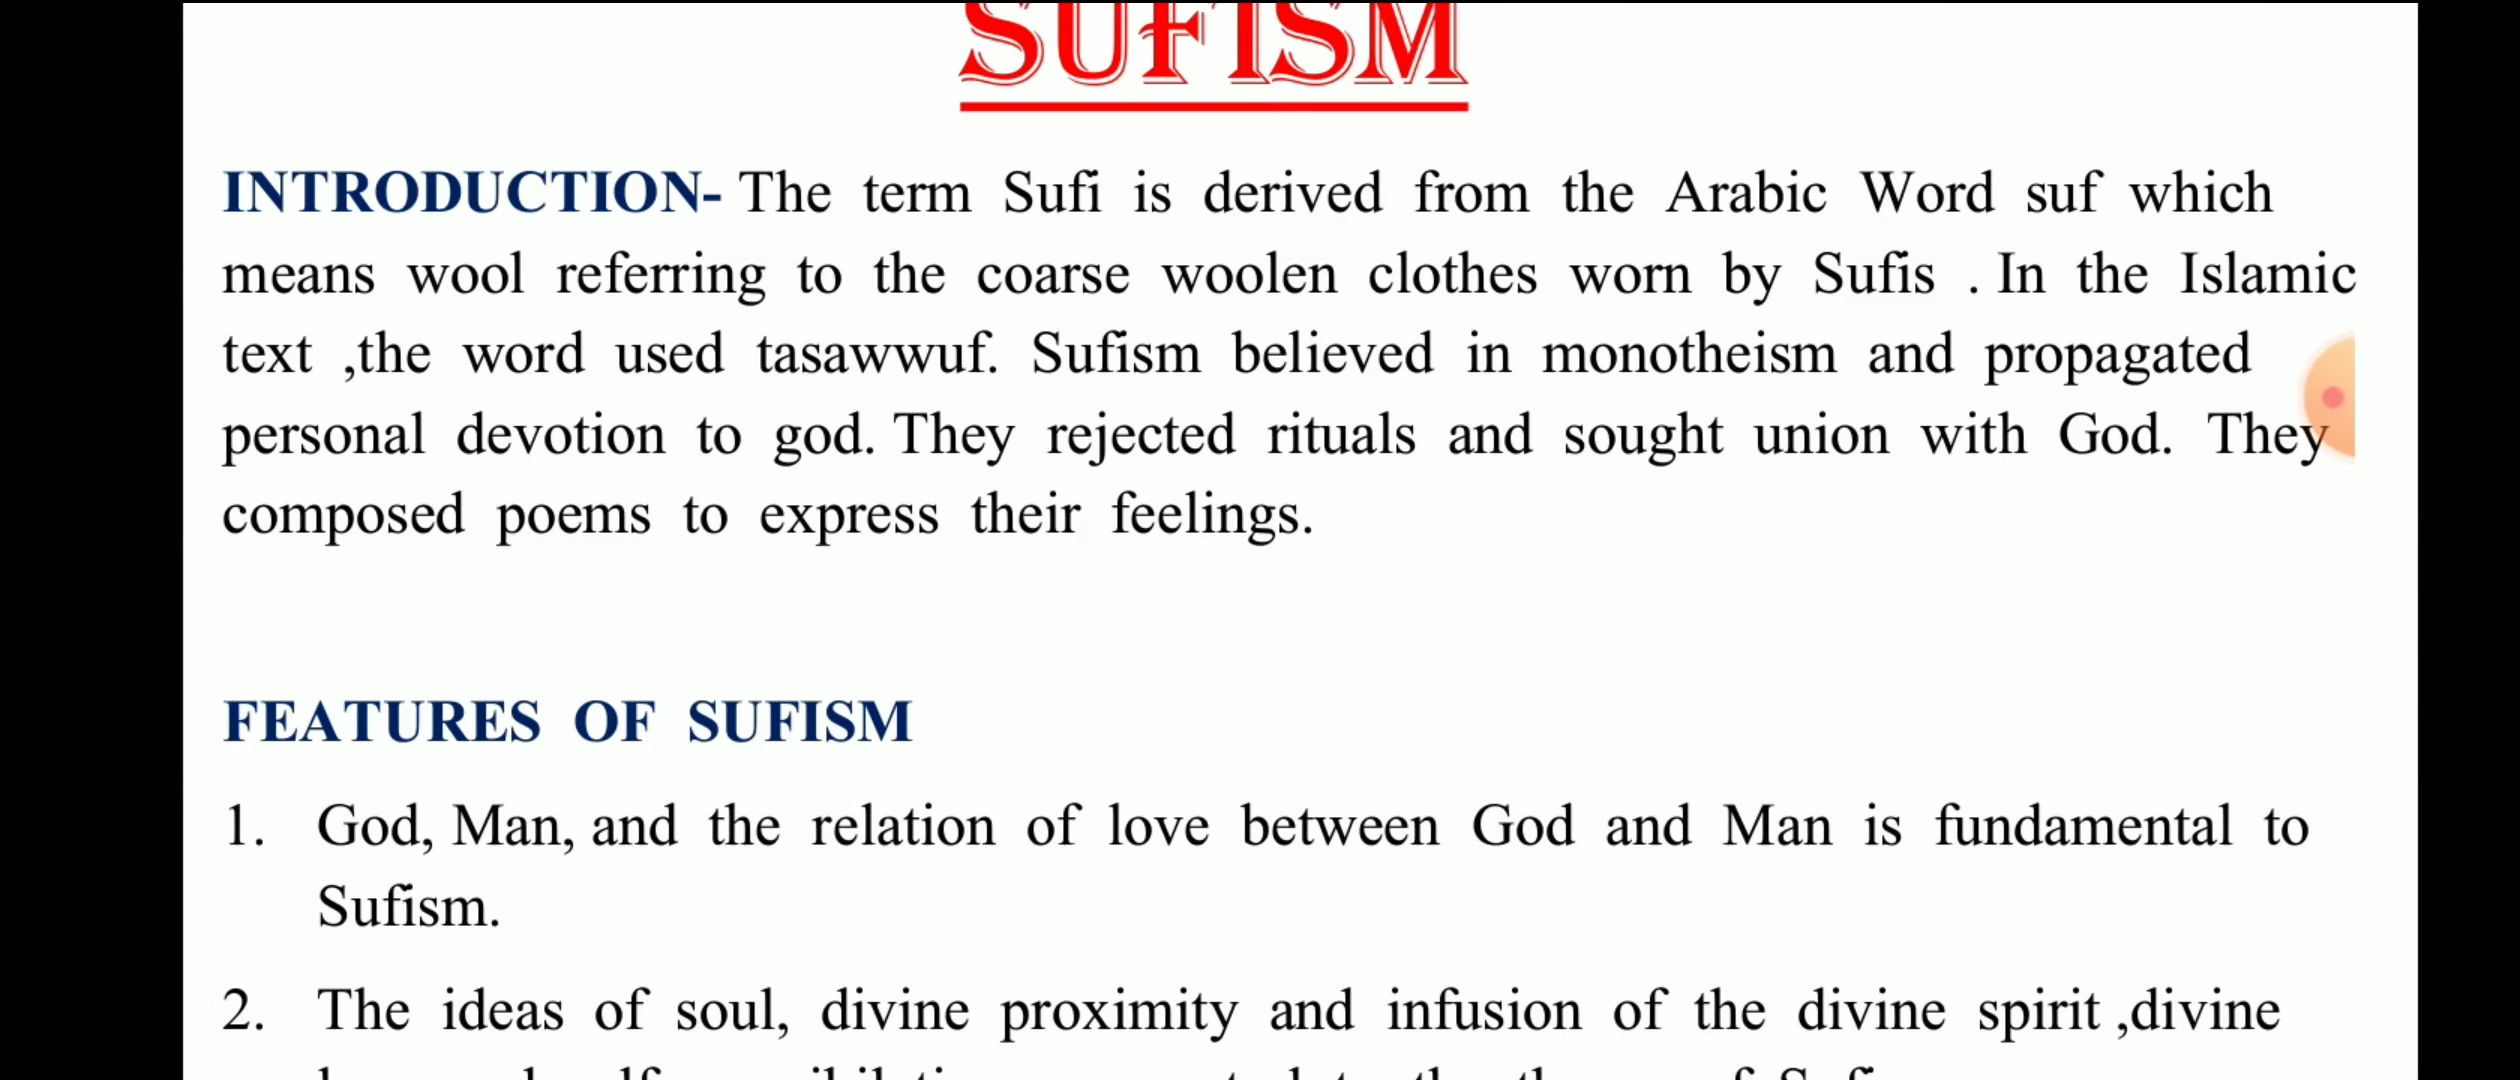 SUFISM
INTRODUCTION- The term Sufi is derived from the Arabic Word suf which
means wool referring to the coarse woolen clothes worn by Sufis . In the Islamic
text ,the word used tasawwuf. Sufism believed in monotheism and propagated
personal devotion to god. They rejected rituals and sought union with God. They
composed poems to express their feelings.
FEATURES OF SUFISM
1. God, Man, and the relation of love between God and Man is fundamental to
Sufism.
2. The ideas of soul, divine proximity and infusion of the divine spirit ,divine